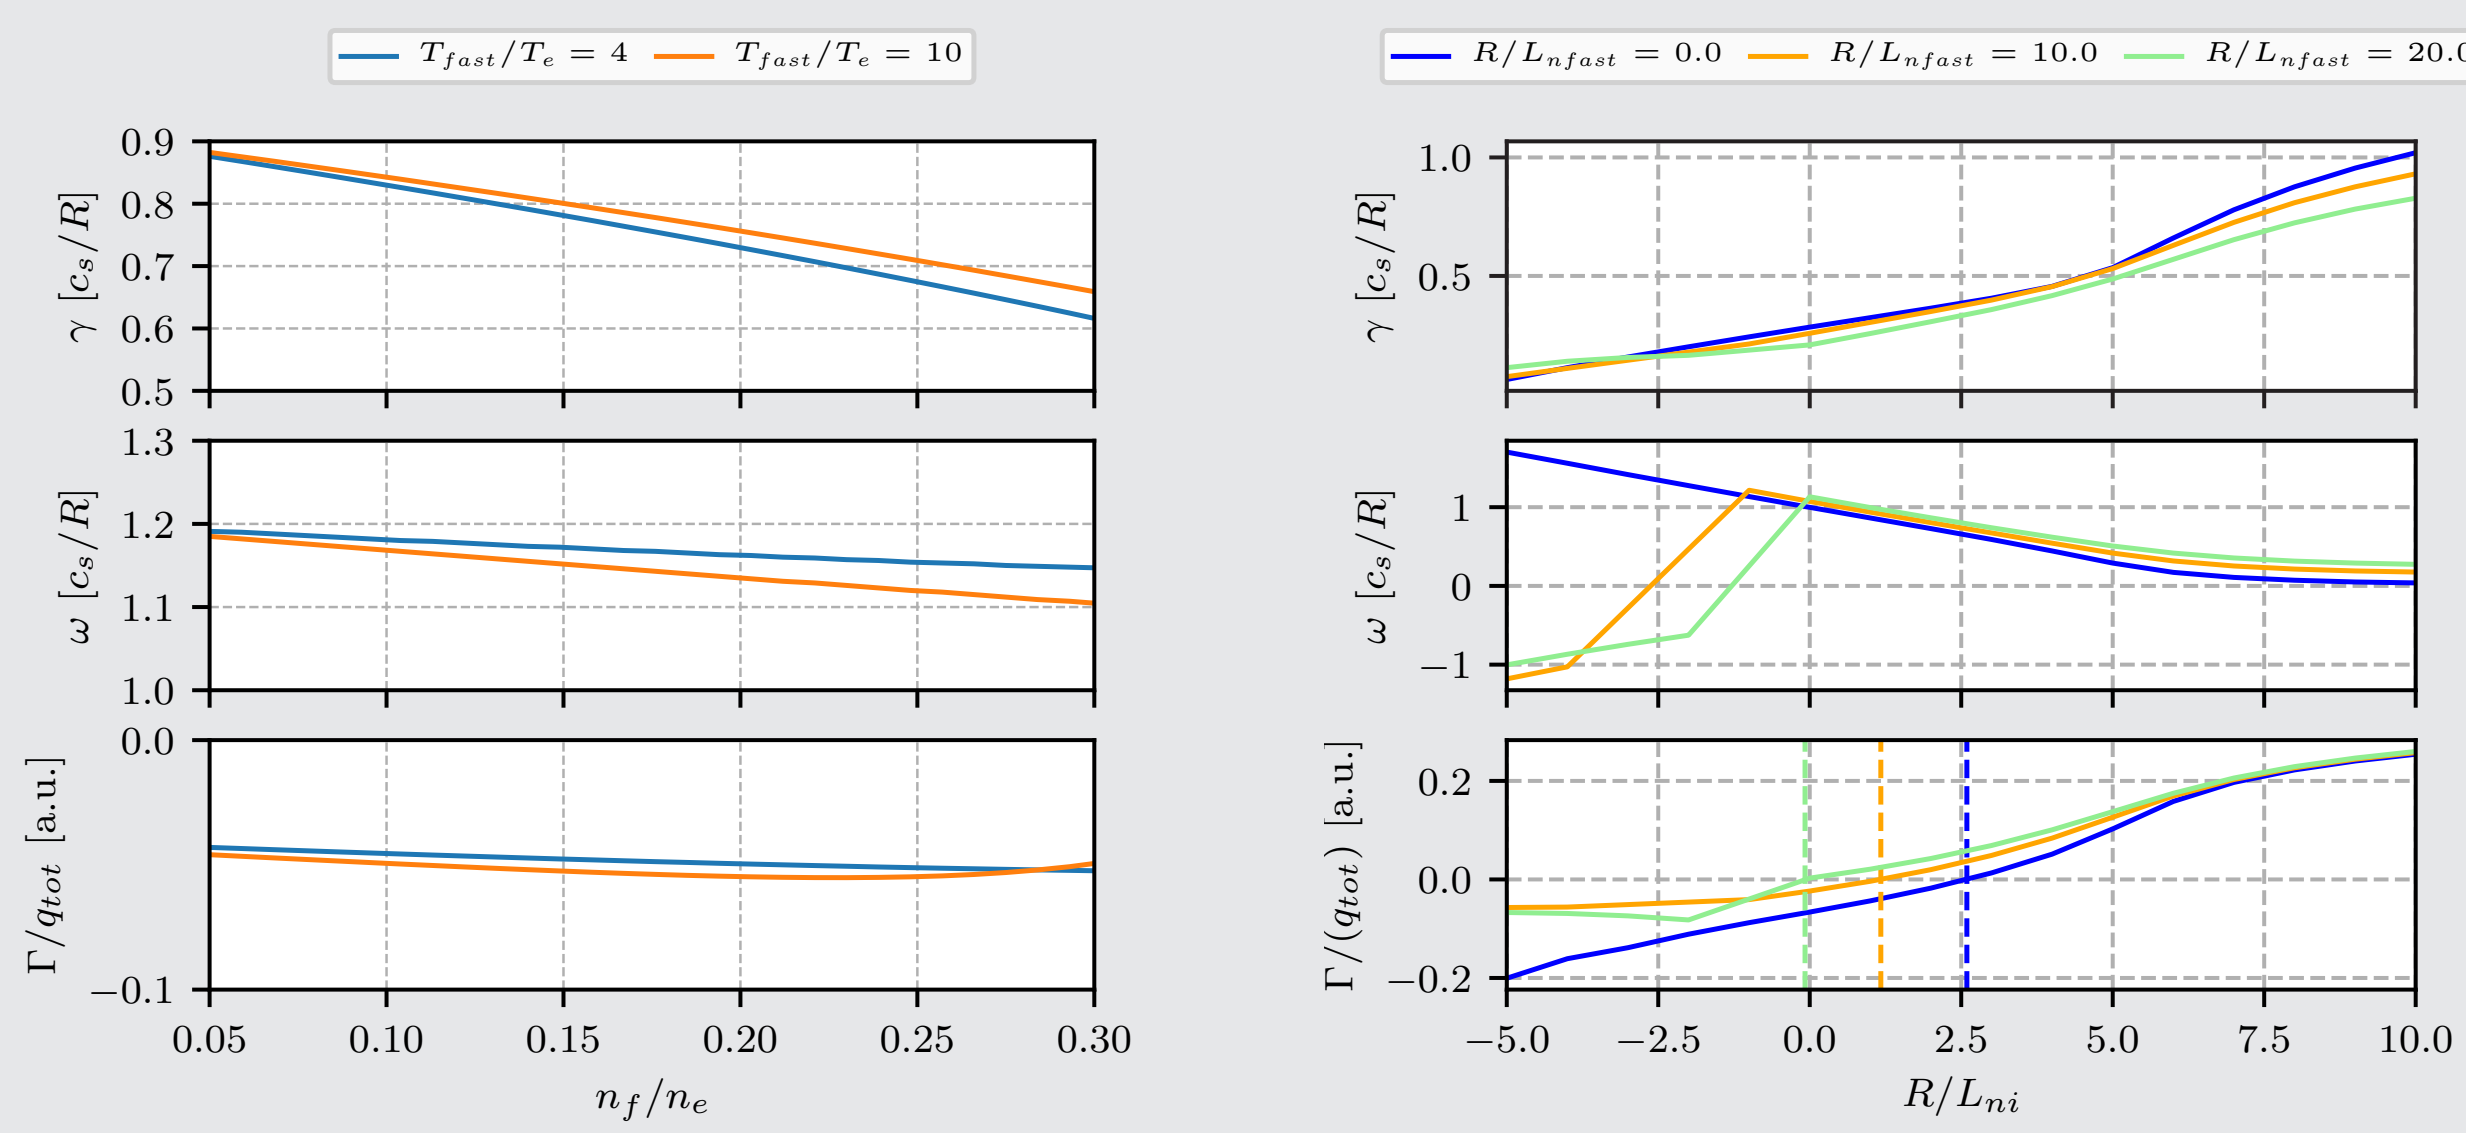 T_fast/T_e = 4 T_fast/T_e = 10
0.9
0.8
0.7
0.6
0.5
γ [c_s/R]
1.3
1.2
1.1
1.0
ω [c_s/R]
0.0
−0.1
Γ/q_tot [a.u.]
0.05 0.10 0.15 0.20 0.25 0.30
n_f/n_e
R/L_nfast = 0.0 R/L_nfast = 10.0 R/L_nfast = 20.0
1.0
0.5
γ [c_s/R]
1
0
−1
ω [c_s/R]
0.2
0.0
−0.2
Γ/(q_tot) [a.u.]
−5.0 −2.5 0.0 2.5 5.0 7.5 10.0
R/L_ni